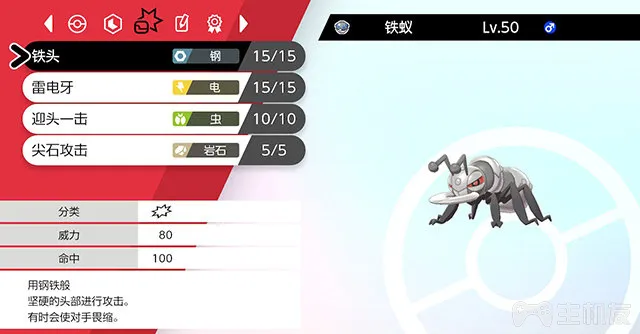 铁蚁 Lv.50
铁头 钢 15/15
雷电牙 电 15/15
迎头一击 虫 10/10
尖石攻击 岩石 5/5
分类
威力 80
命中 100
用钢铁般
坚硬的头部进行攻击。
有时会使对手畏缩。
主机侠